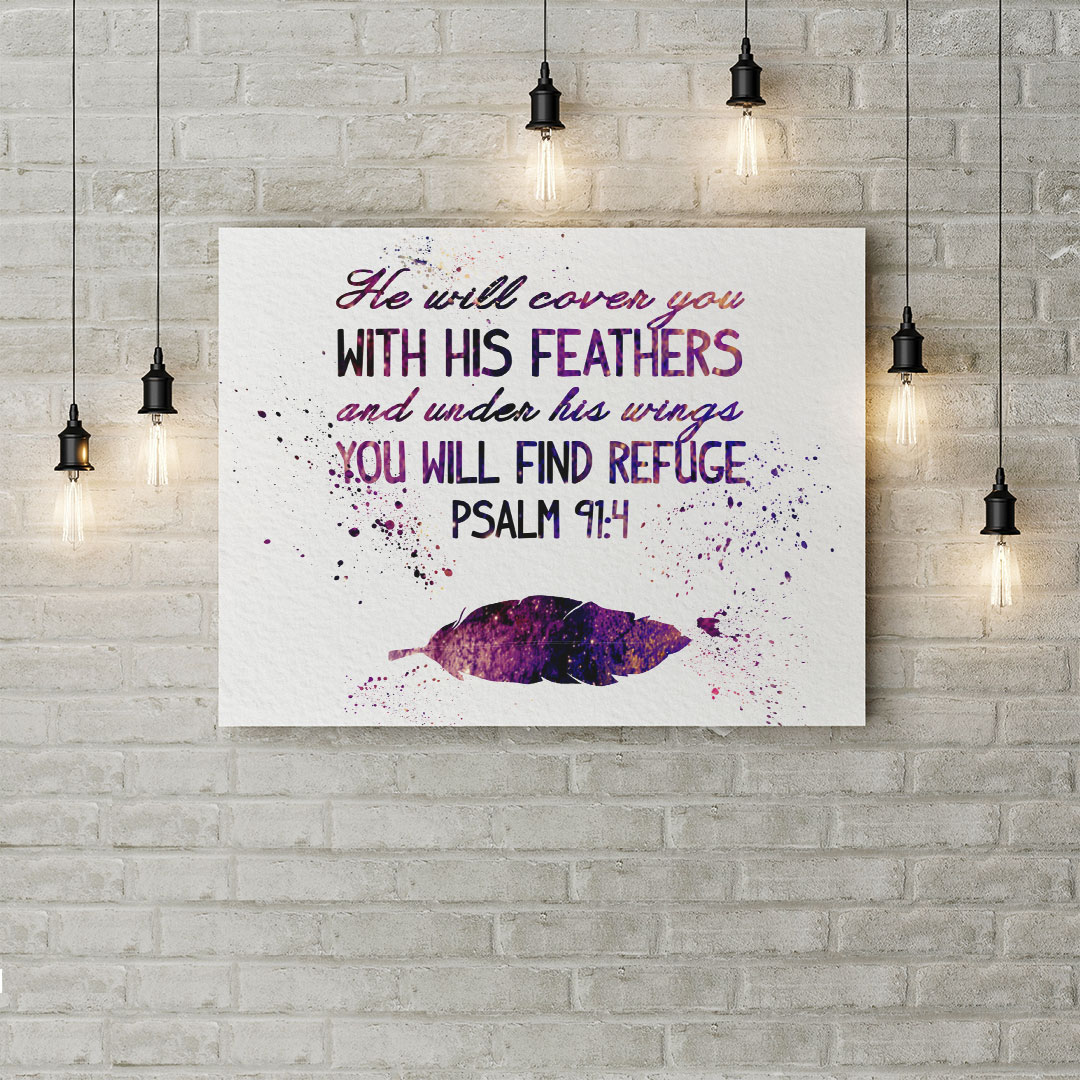 He will cover you
WITH HIS FEATHERS
and under his wings
YOU WILL FIND REFUGE
PSALM 91:4